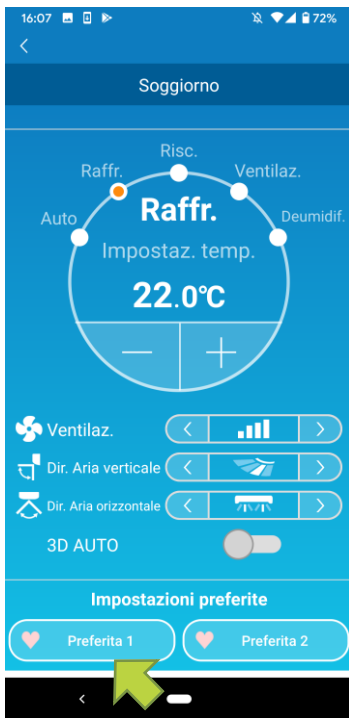 16:07 72%
Soggiorno
Risc.
Raffr. Ventilaz.
Auto Raffr. Deumidif.
Impostaz. temp.
22.0°C
Ventilaz.
Dir. Aria verticale
Dir. Aria orizzontale
3D AUTO
Impostazioni preferite
Preferita 1 Preferita 2